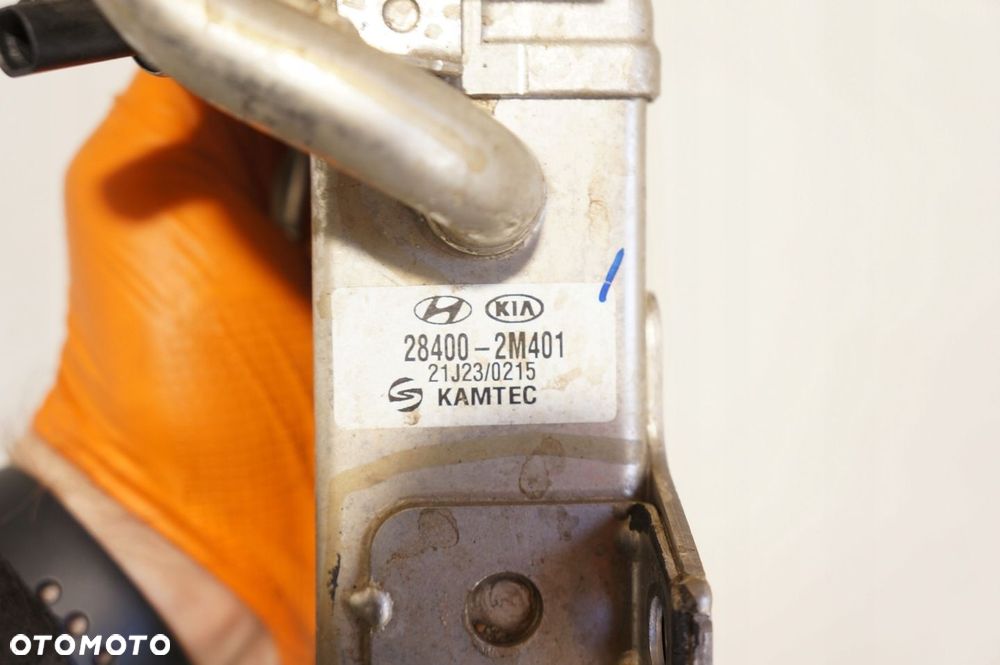 KIA
28400-2M401
21J23/0215
KAMTEC
OTOMOTO